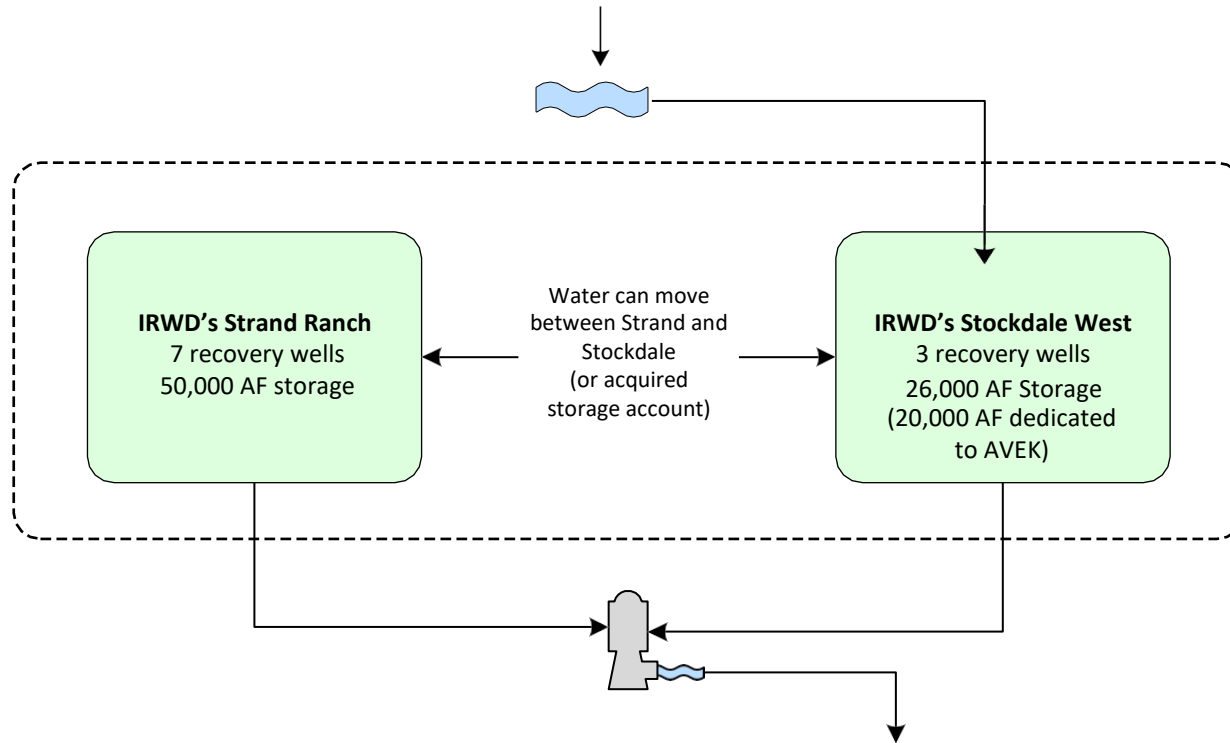 IRWD's Strand Ranch
7 recovery wells
50,000 AF storage
Water can move
between Strand and
Stockdale
(or acquired
storage account)
IRWD's Stockdale West
3 recovery wells
26,000 AF Storage
(20,000 AF dedicated
to AVEK)